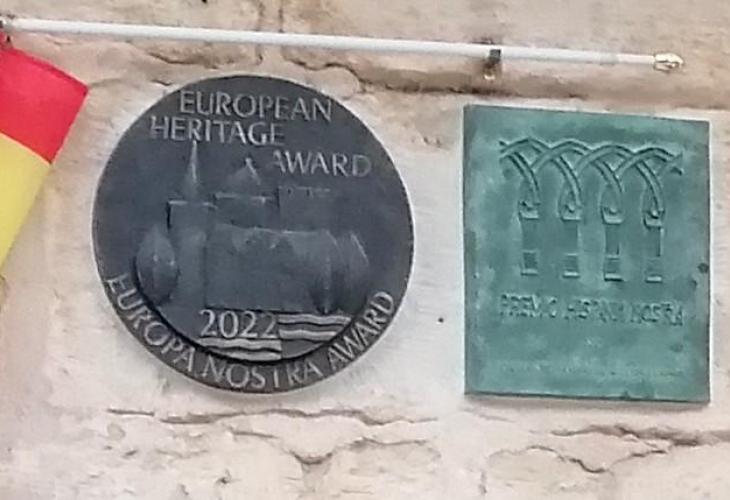 EUROPEAN
HERITAGE
AWARD
2022
EUROPA NOSTRA AWARD
PREMIO HISPANIA NOSTRA